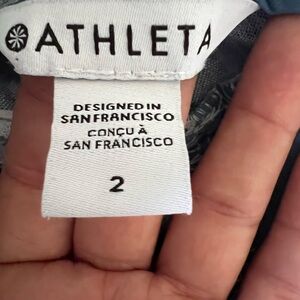 ATHLETA
DESIGNED IN
SAN FRANCISCO
CONÇU À
SAN FRANCISCO
2